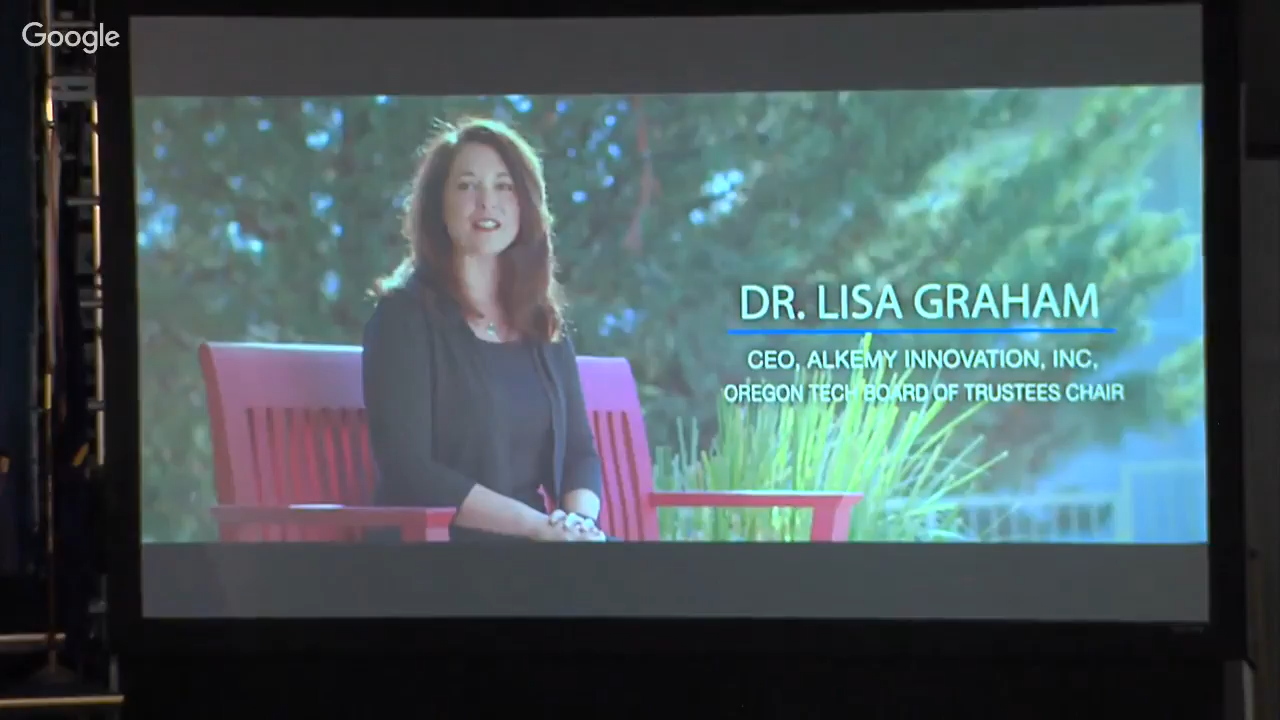 Google
DR. LISA GRAHAM
CEO, ALKEMY INNOVATION, INC,
OREGON TECH BOARD OF TRUSTEES CHAIR